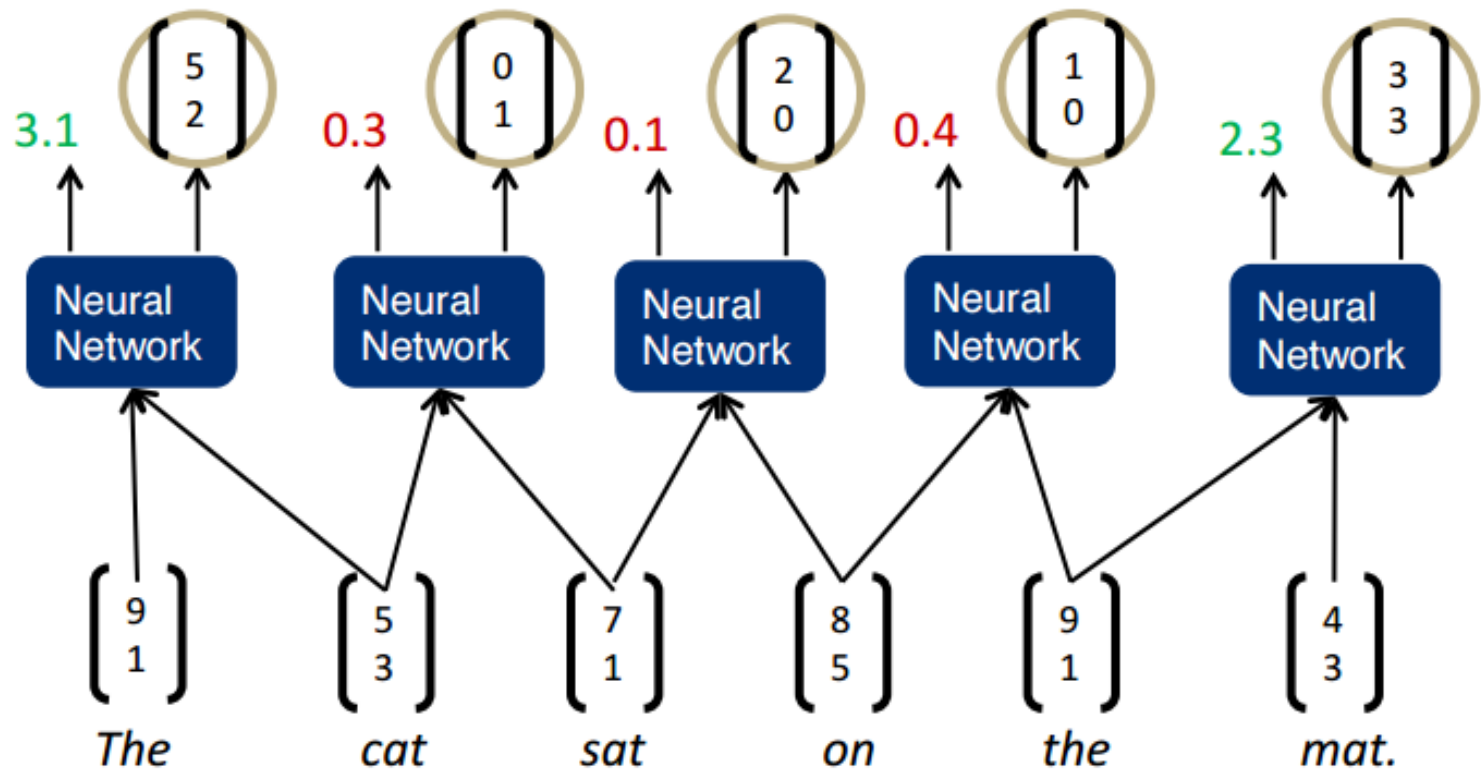 5 0 2 1 3
2 1 0 0 3
3.1 0.3 0.1 0.4 2.3
Neural Neural Neural Neural Neural
Network Network Network Network Network
9 5 7 8 9 4
1 3 1 5 1 3
The cat sat on the mat.